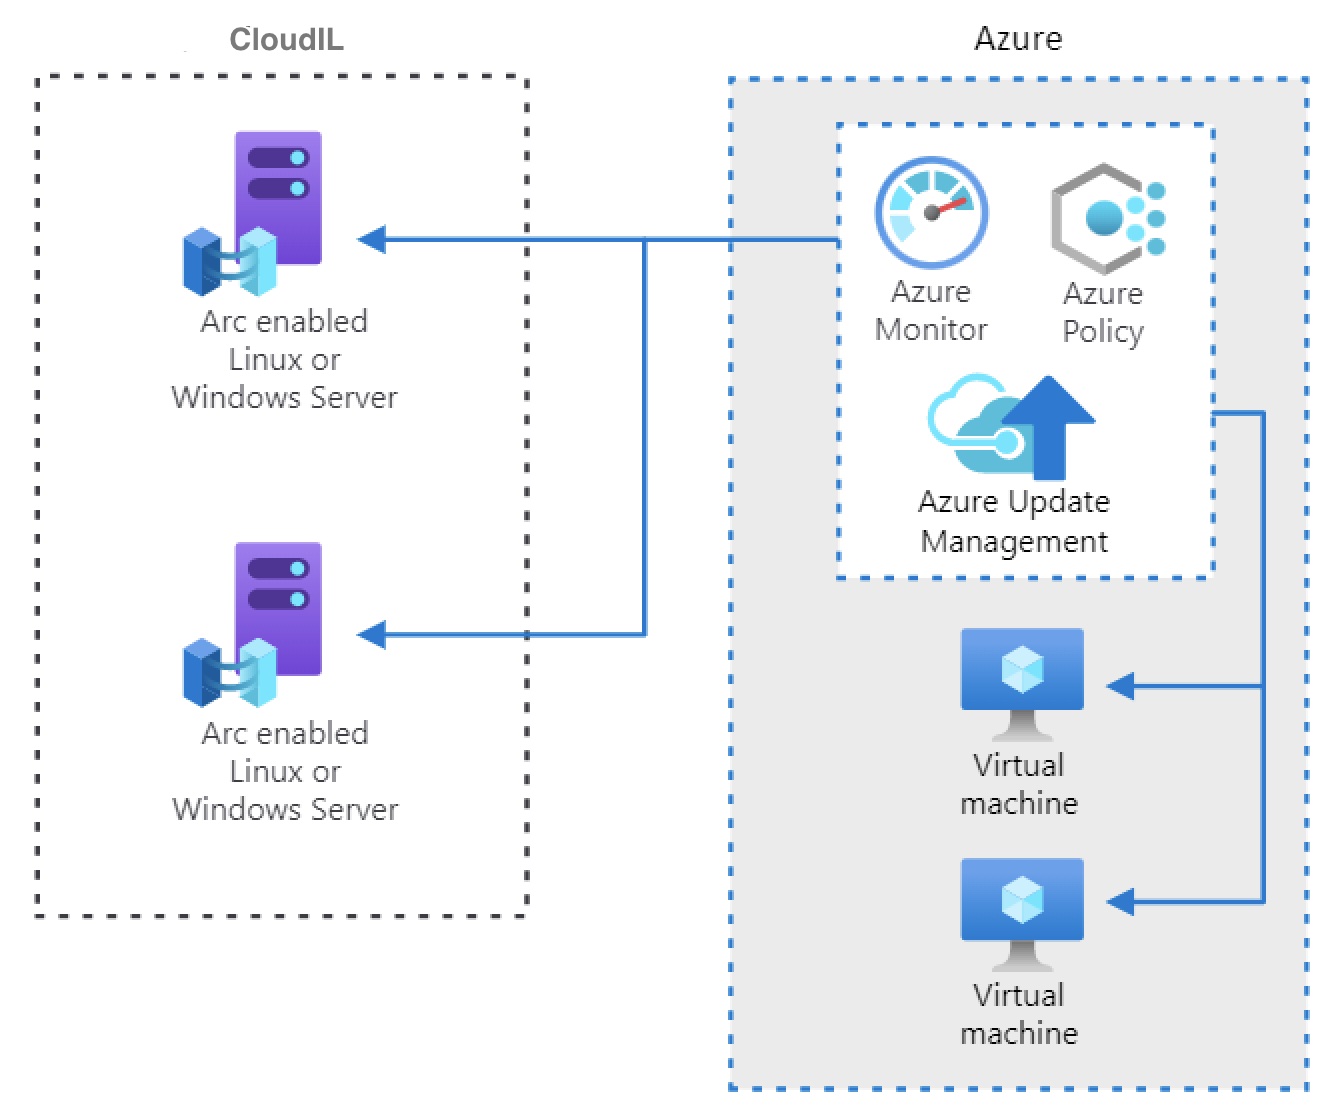 CloudIL
Azure
Arc enabled
Linux or
Windows Server
Arc enabled
Linux or
Windows Server
Azure
Monitor
Azure
Policy
Azure Update
Management
Virtual
machine
Virtual
machine